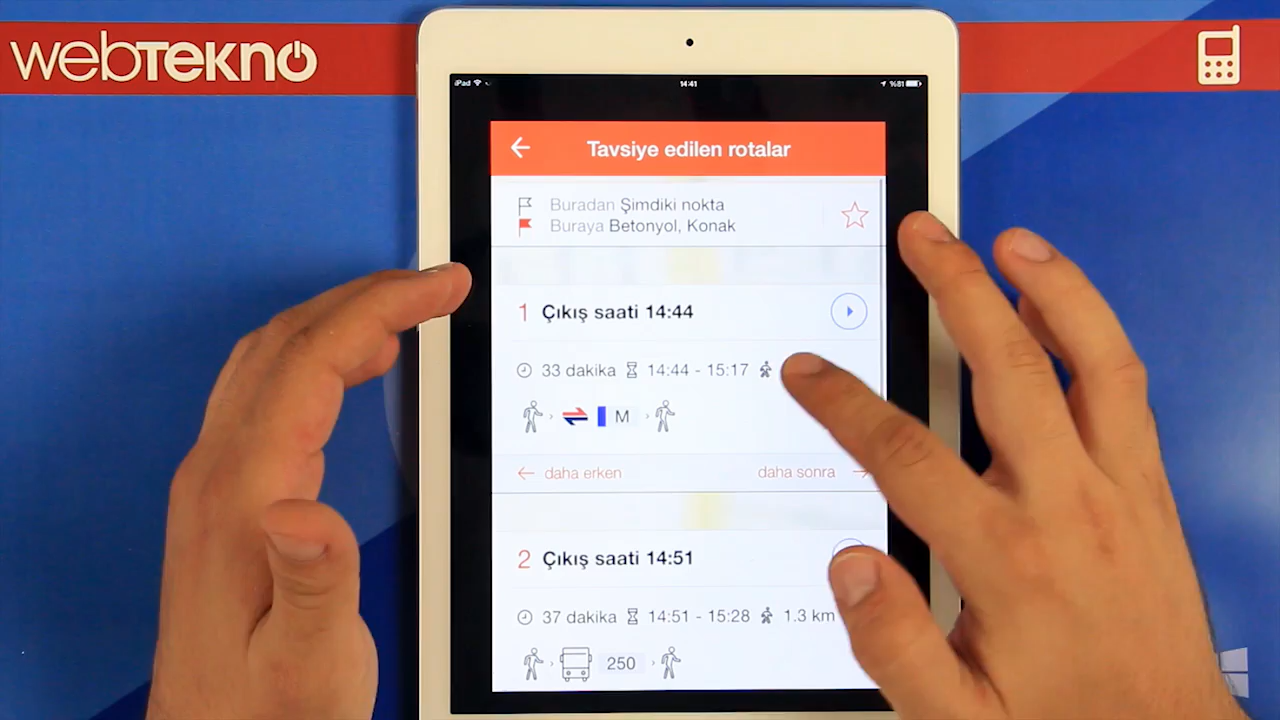 webTEKNO
iPad 14:41 %81
Tavsiye edilen rotalar
Buradan Şimdiki nokta
Buraya Betonyol, Konak
1 Çıkış saati 14:44
33 dakika 14:44 - 15:17
M
daha erken daha sonra
2 Çıkış saati 14:51
37 dakika 14:51 - 15:28 1.3 km
250